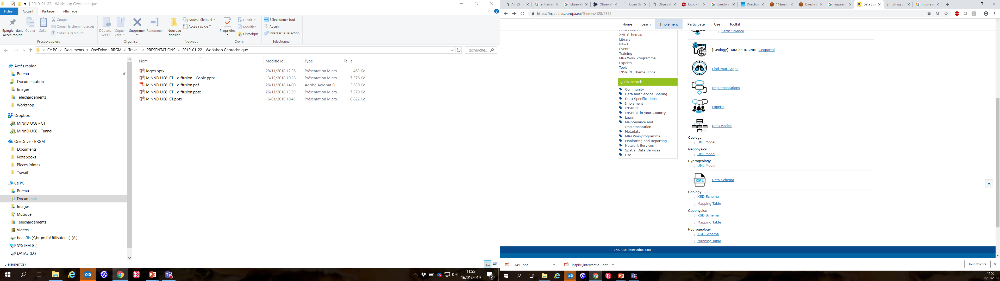 2019-01-22 - Workshop Géotechnique
Fichier Accueil Partage Affichage
Épingler dans Accès rapide
Copier
Coller
Couper
Copier le chemin d'accès
Coller le raccourci
Presse-papiers
Déplacer vers
Copier vers
Supprimer
Renommer
Organiser
Nouveau dossier
Nouvel élément
Accès rapide
Nouveau
Propriétés
Ouvrir
Modifier
Historique
Ouvrir
Sélectionner tout
Aucun
Inverser la sélection
Sélectionner
Ce PC > Documents > OneDrive - BRGM > Travail > PRESENTATIONS > 2019-01-22 - Workshop Géotechnique
Recherche...
Accès rapide
Bureau
Documentation
Images
Téléchargements
Workshop
Dropbox
MINnD UC8 - GT
MINnD UC8 - Tunnel
OneDrive - BRGM
Documents
Notebooks
Pièces jointes
Travail
Ce PC
Bureau
Documents
Images
Musique
Téléchargements
Vidéos
beaufils (\\brgm.fr\Utilisateurs) (A:)
SYSTEM (C:)
DATAS (D:)
Nom Modifié le Type Taille
logos.pptx 28/11/2018 12:36 Présentation Micro... 463 Ko
MINND UC8-GT - diffusion - Copie.pptx 13/12/2018 10:28 Présentation Micro... 7 376 Ko
MINND UC8-GT - diffusion.pdf 26/11/2018 14:00 Adobe Acrobat D... 2 630 Ko
MINND UC8-GT - diffusion.pptx 26/11/2018 13:59 Présentation Micro... 7 270 Ko
MINND UC8-GT.pptx 16/01/2019 10:45 Présentation Micro... 6 822 Ko
5 élément(s)
11:55
16/01/2019
2
entraine
observat
Observat
Open Ge
Observat
directive
Directive
11ème c
Directive
inspire th
Data Spe
String th
inspire p
https://inspire.ec.europa.eu/Themes/128/2892
Home Learn Implement Participate Use Toolkit
Data Models
XML Schemas
Library
News
Events
Training
MIG Work Programme
Experts
Tools
INSPIRE Theme Icons
Quick search
Community
Data and Service Sharing
Data Specifications
Implement
INSPIRE
INSPIRE in your Country
Learn
Maintenance and
Implementation
Metadata
MIG Workprogramme
Monitoring and Reporting
Network Services
Spatial Data Services
Use
Earth Science
[Geology] Data on INSPIRE Geoportal
Find Your Scope
Implementations
Experts
Data Models
Geology
UML Model
Geophysics
UML Model
Hydrogeology
UML Model
XML
Data Schema
Geology
XSD Schema
Mapping Table
Geophysics
XSD Schema
Mapping Table
Hydrogeology
XSD Schema
Mapping Table
INSPIRE knowledge base
31491.ppt
inspire_interventio....ppt
Tout afficher
11:55
16/01/2019